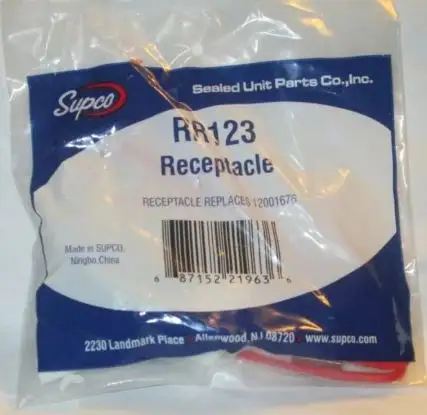 Supco
Sealed Unit Parts Co.,Inc.
RR123
Receptacle
RECEPTACLE REPLACES 12001676
Made in SUPCO,
Ningbo,China
6 87152 21963 6
2230 Landmark Place • Allenwood, NJ 08720 • www.supco.com